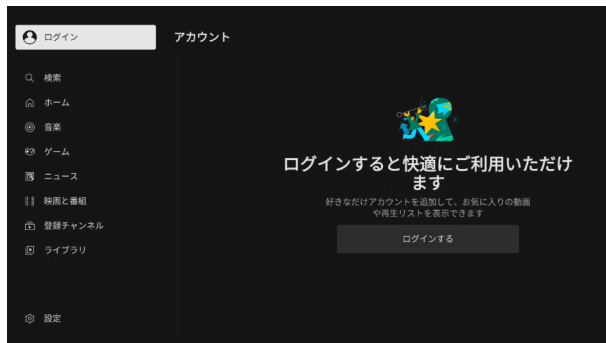 ログイン
検索
ホーム
音楽
ゲーム
ニュース
映画と番組
登録チャンネル
ライブラリ
設定
アカウント
ログインすると快適にご利用いただけ
ます
好きなだけアカウントを追加して、お気に入りの動画
や再生リストを表示できます
ログインする